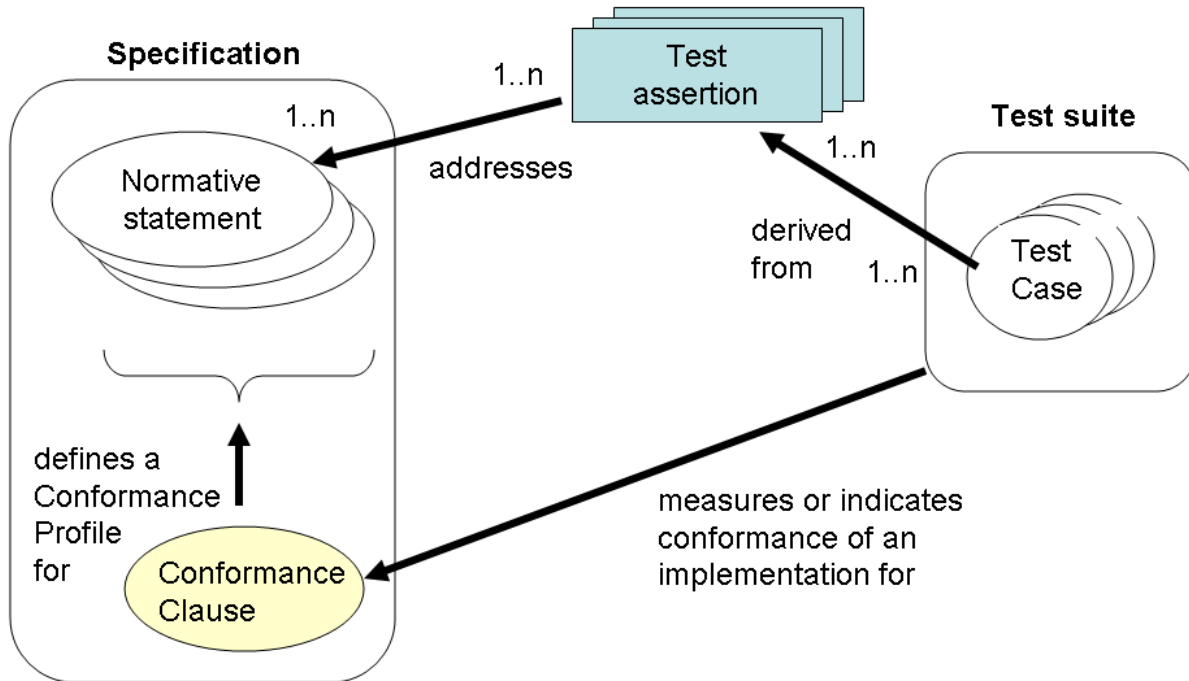 Specification
1..n
Normative
statement
defines a
Conformance
Profile
for
Conformance
Clause
1..n
addresses
Test
assertion
1..n
derived
from
1..n
Test suite
Test
Case
measures or indicates
conformance of an
implementation for